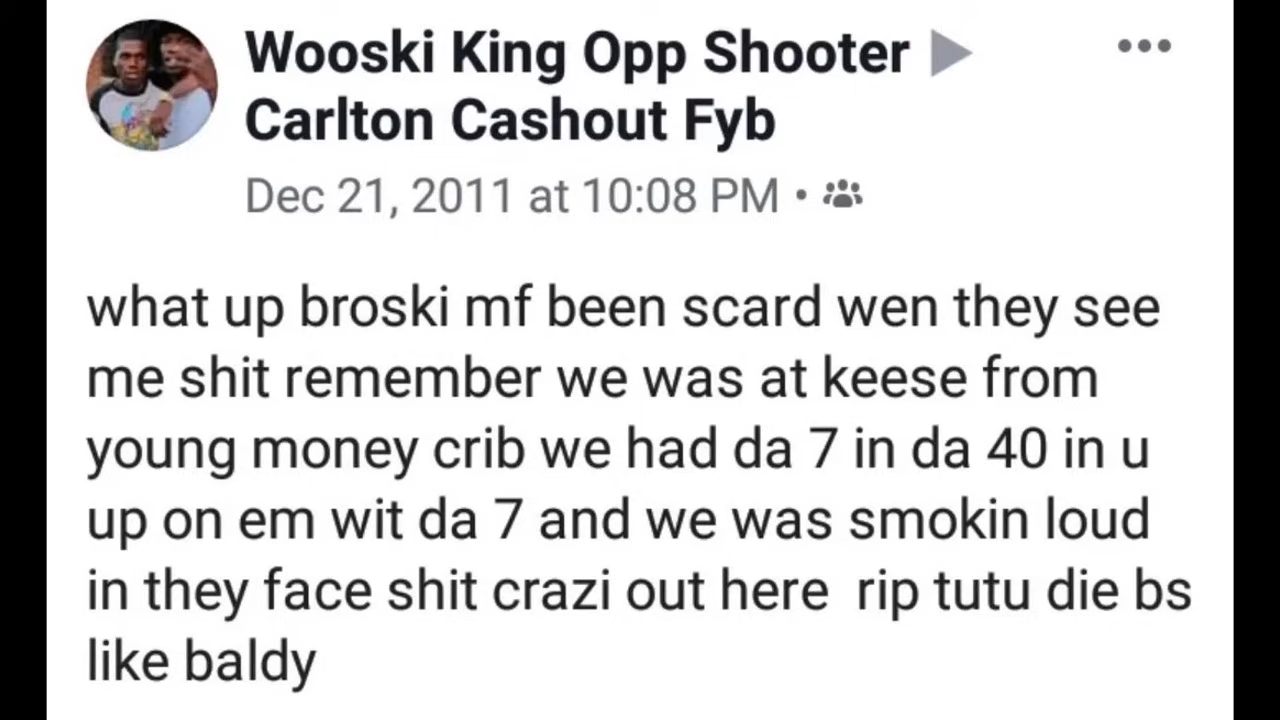 Wooski King Opp Shooter
Carlton Cashout Fyb
Dec 21, 2011 at 10:08 PM •
what up broski mf been scard wen they see
me shit remember we was at keese from
young money crib we had da 7 in da 40 in u
up on em wit da 7 and we was smokin loud
in they face shit crazi out here  rip tutu die bs
like baldy